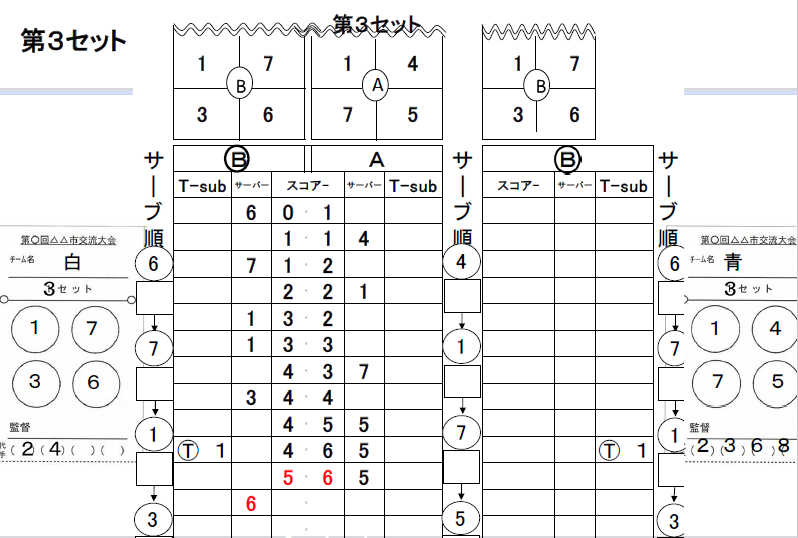 第３セット
第３セット
1 7 1 4 1 7
B A B
3 6 7 5 3 6
サーブ順 B A サーブ順 B サーブ順
T-sub サーバー スコアー サーバー T-sub スコアー サーバー T-sub
6 0 1
1 1 4
7 1 2
2 2 1
1 3 2
1 3 3
4 3 7
3 4 4
4 5 5
T 1 4 6 5 T 1
5 6 5
6
6
7
1
3
4
1
7
5
6
7
1
3
第〇回△△市交流大会
チーム名 白
3セット
1 7
3 6
監督
(2)(4)( )( )
第〇回△△市交流大会
チーム名 青
3セット
1 4
7 5
監督
(2)(3)(6)(8